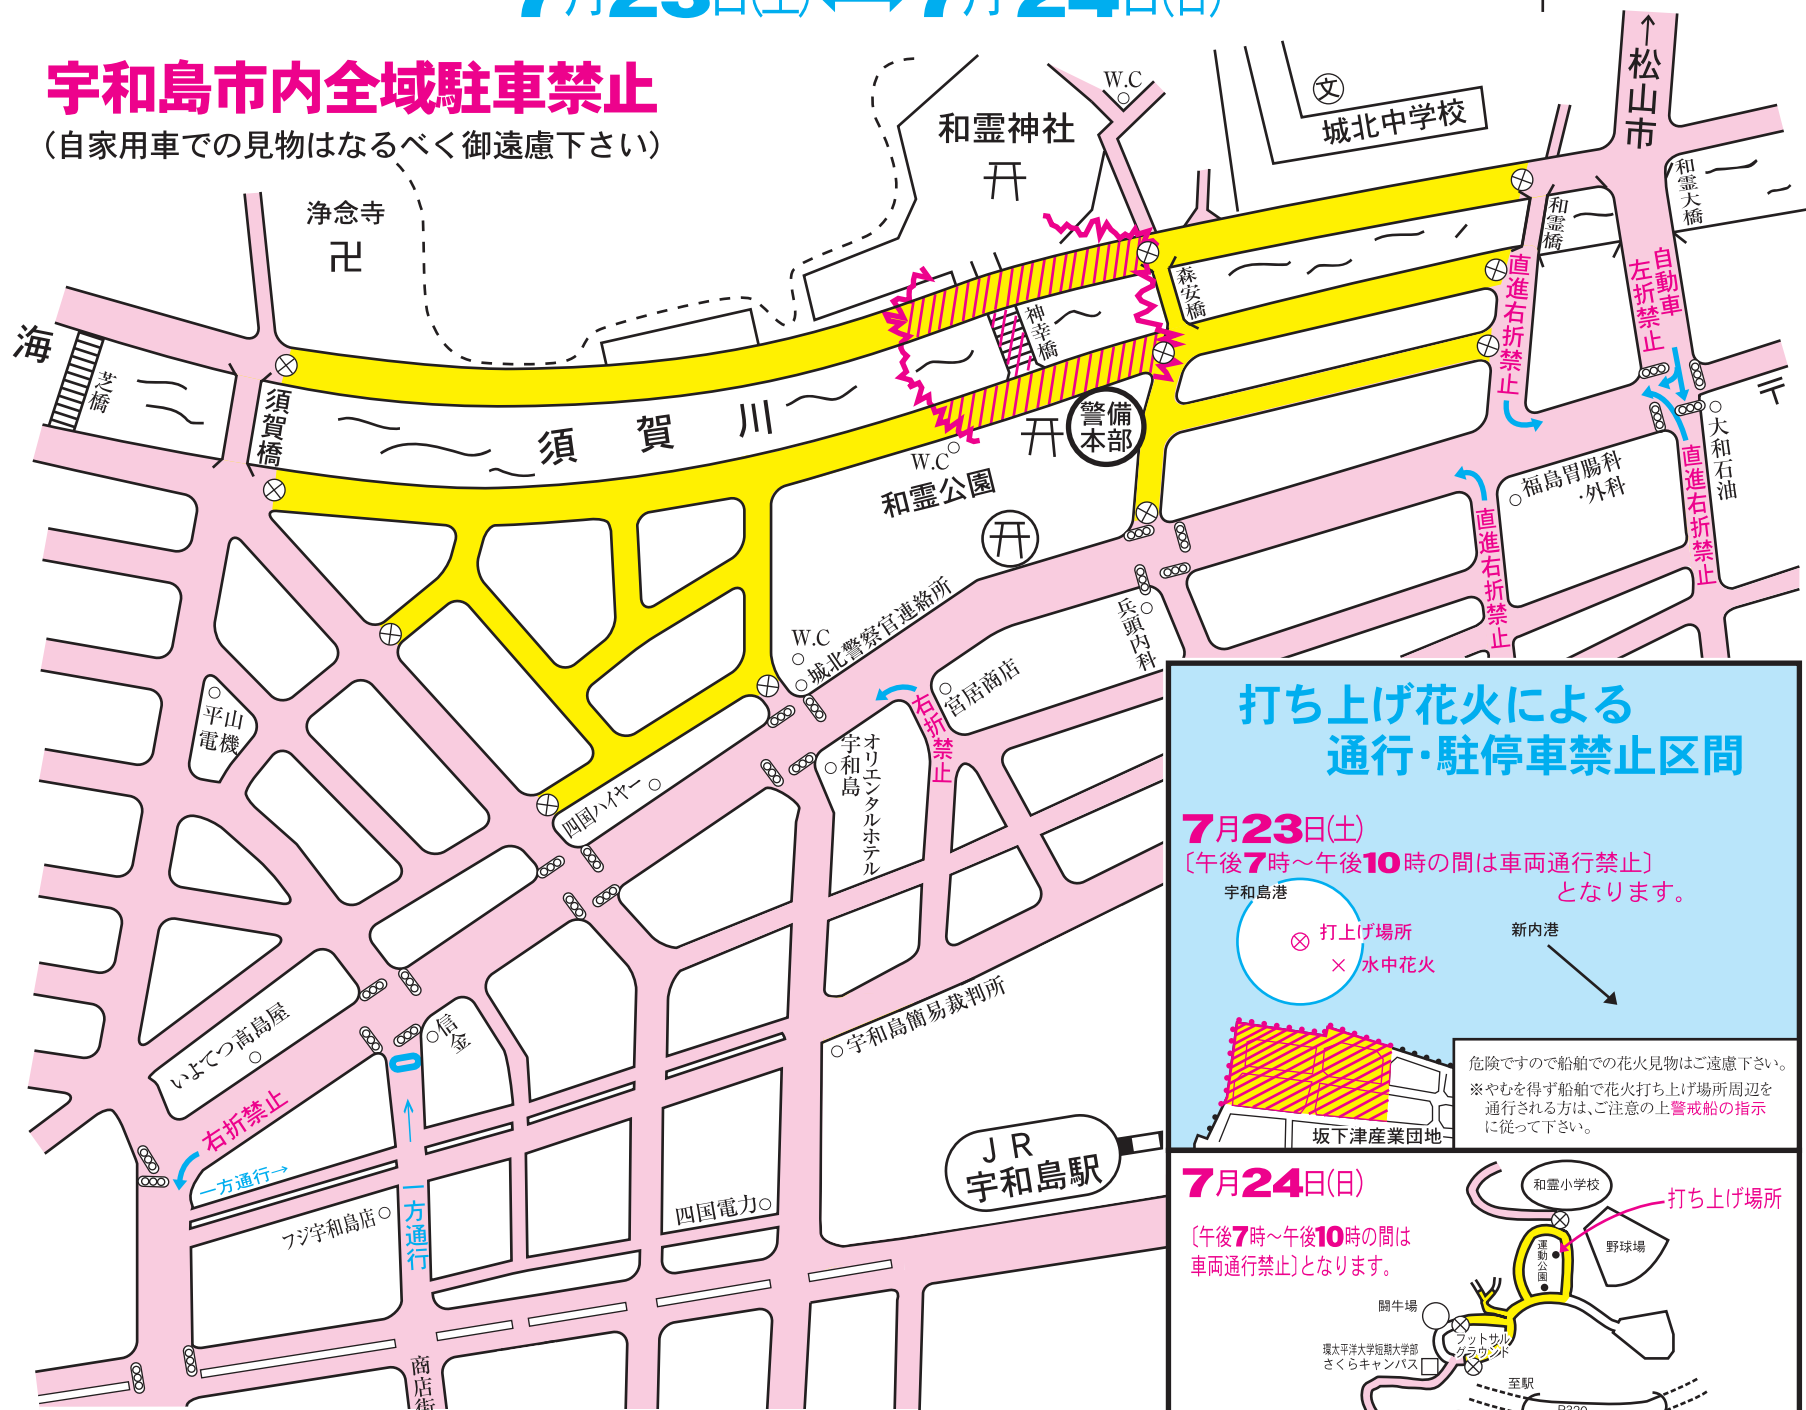 7月23日(土)⟷7月24日(日)
宇和島市内全域駐車禁止
(自家用車での見物はなるべく御遠慮下さい)
浄念寺
卍
海
芝橋
須賀橋
須賀川
和霊神社
W.C
文
城北中学校
↑松山市
和霊大橋
和霊橋
森安橋
神幸橋
警備
本部
W.C
和霊公園
直進右折禁止
自動車
左折禁止
〒
大和石油
福島胃腸科
・外科
直進右折禁止
直進右折禁止
兵頭内科
W.C
城北警察官連絡所
宮居商店
右折禁止
オリエンタルホテル
宇和島
四国ハイヤー
平山
電機
いよてつ高島屋
信金
右折禁止
一方通行→
→一方通行
フジ宇和島店
四国電力
宇和島簡易裁判所
JR
宇和島駅
商店街
打ち上げ花火による
通行・駐停車禁止区間
7月23日(土)
〔午後7時〜午後10時の間は車両通行禁止〕
となります。
宇和島港
打上げ場所
水中花火
新内港
坂下津産業団地
危険ですので船舶での花火見物はご遠慮下さい。
※やむを得ず船舶で花火打ち上げ場所周辺を
通行される方は、ご注意の上警戒船の指示
に従って下さい。
7月24日(日)
〔午後7時〜午後10時の間は
車両通行禁止〕となります。
和霊小学校
打ち上げ場所
野球場
運動公園
闘牛場
フットサル
グラウンド
環太平洋大学短期大学部
さくらキャンパス
至駅
R320